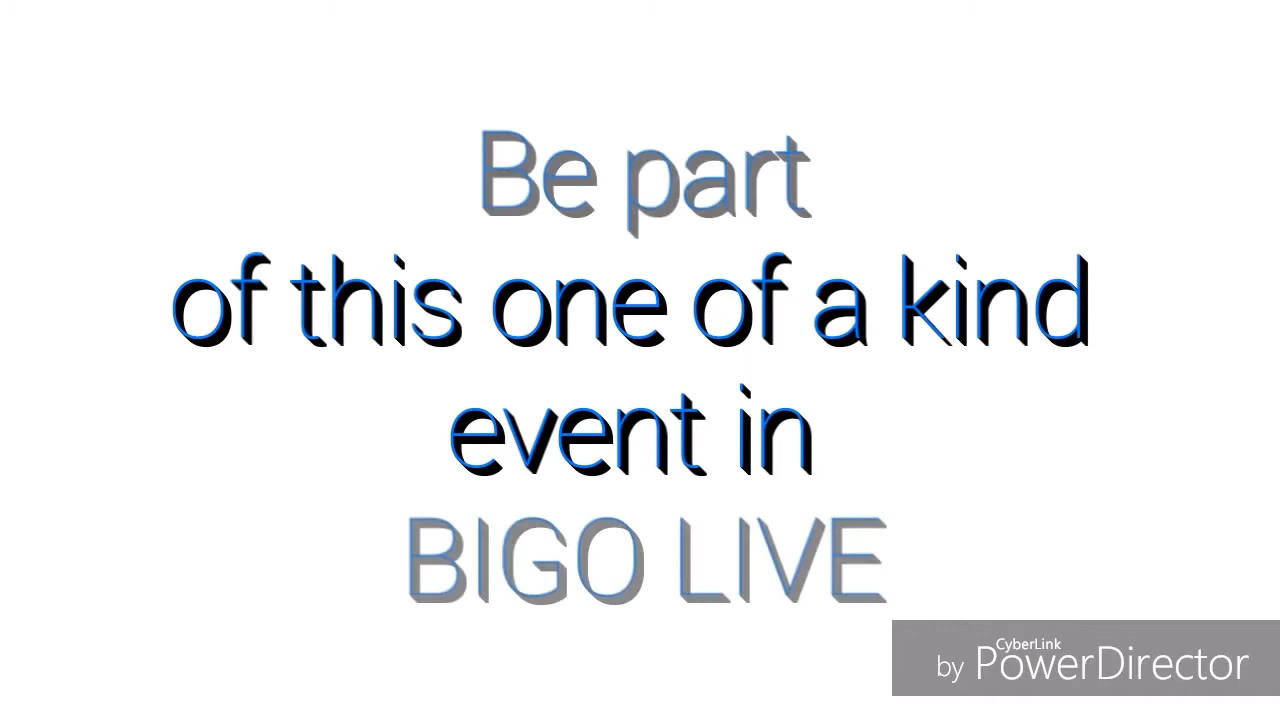 Be part
of this one of a kind
event in
BIGO LIVE
CyberLink
by PowerDirector